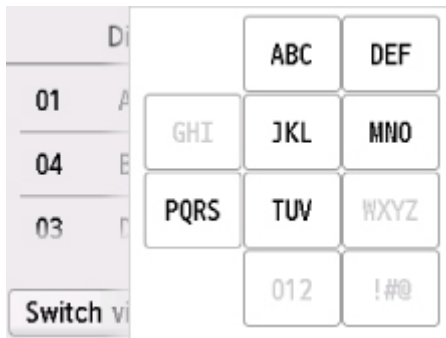 Di
ABC DEF
01 A
GHI JKL MNO
04 B
PQRS TUV WXYZ
03 D
012 !#@
Switch vi